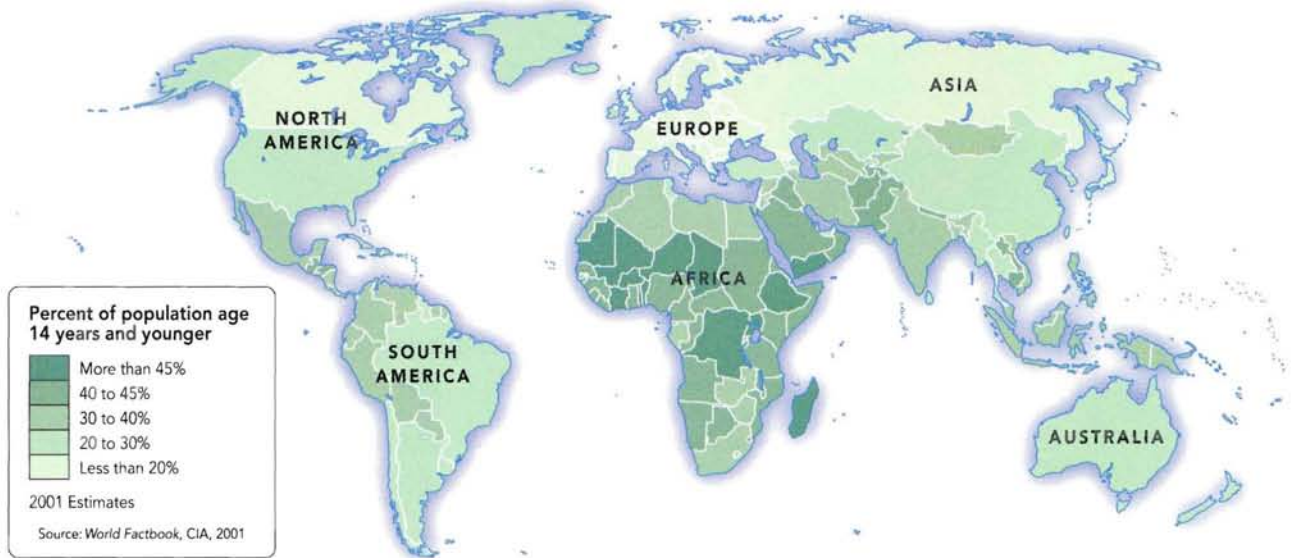 NORTH
AMERICA
EUROPE
ASIA
AFRICA
SOUTH
AMERICA
AUSTRALIA
Percent of population age
14 years and younger
More than 45%
40 to 45%
30 to 40%
20 to 30%
Less than 20%
2001 Estimates
Source: World Factbook, CIA, 2001